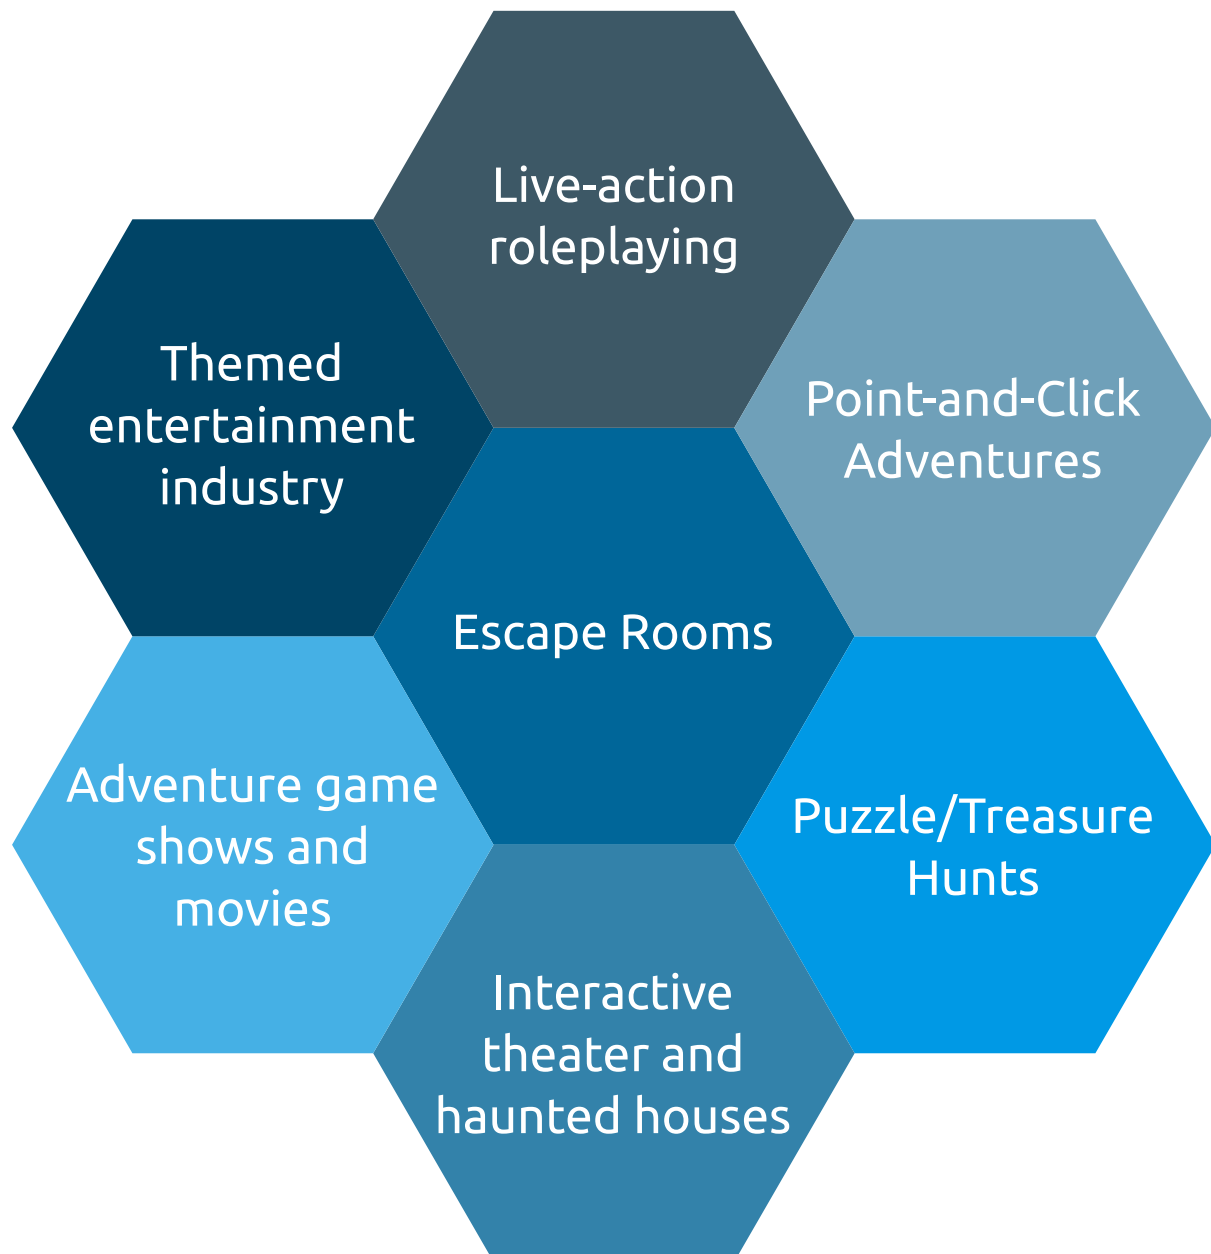 Live-action
roleplaying
Themed
entertainment
industry
Point-and-Click
Adventures
Escape Rooms
Adventure game
shows and
movies
Puzzle/Treasure
Hunts
Interactive
theater and
haunted houses